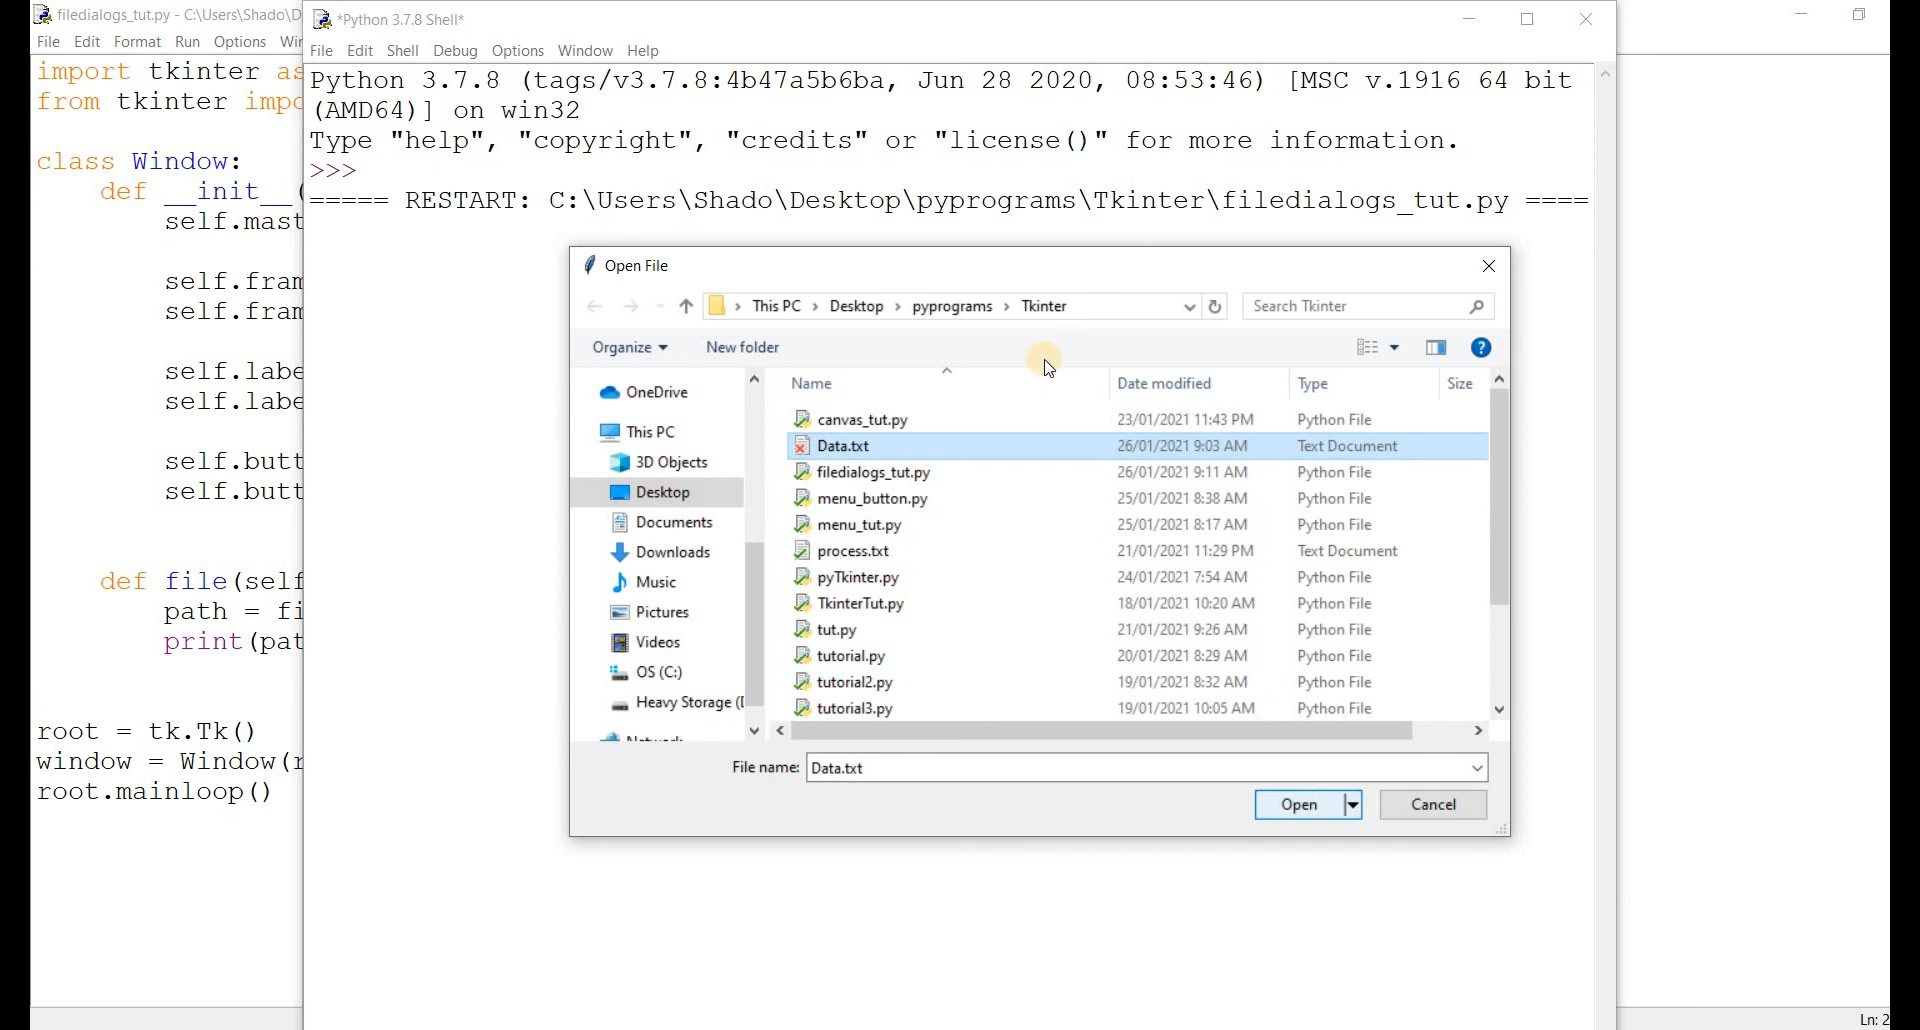 filedialogs_tut.py - C:\Users\Shado\D
File Edit Format Run Options
import tkinter as
from tkinter impo
class Window:
def __init__(
self.mast
self.fram
self.fram
self.labe
self.labe
self.butt
self.butt
def file(self
path = fi
print(pat
root = tk.Tk()
window = Window(r
root.mainloop()
*Python 3.7.8 Shell*
File Edit Shell Debug Options Window Help
Python 3.7.8 (tags/v3.7.8:4b47a5b6ba, Jun 28 2020, 08:53:46) [MSC v.1916 64 bit
(AMD64)] on win32
Type "help", "copyright", "credits" or "license()" for more information.
>>>
===== RESTART: C:\Users\Shado\Desktop\pyprograms\Tkinter\filedialogs_tut.py ====
Open File
This PC > Desktop > pyprograms > Tkinter
Search Tkinter
Organize New folder
OneDrive
This PC
3D Objects
Desktop
Documents
Downloads
Music
Pictures
Videos
OS (C:)
Heavy Storage (
Name Date modified Type Size
canvas_tut.py 23/01/2021 11:43 PM Python File
Data.txt 26/01/2021 9:03 AM Text Document
filedialogs_tut.py 26/01/2021 9:11 AM Python File
menu_button.py 25/01/2021 8:38 AM Python File
menu_tut.py 25/01/2021 8:17 AM Python File
process.txt 21/01/2021 11:29 PM Text Document
pyTkinter.py 24/01/2021 7:54 AM Python File
TkinterTut.py 18/01/2021 10:20 AM Python File
tut.py 21/01/2021 9:26 AM Python File
tutorial.py 20/01/2021 8:29 AM Python File
tutorial2.py 19/01/2021 8:32 AM Python File
tutorial3.py 19/01/2021 10:05 AM Python File
File name: Data.txt
Open Cancel
Ln: 2